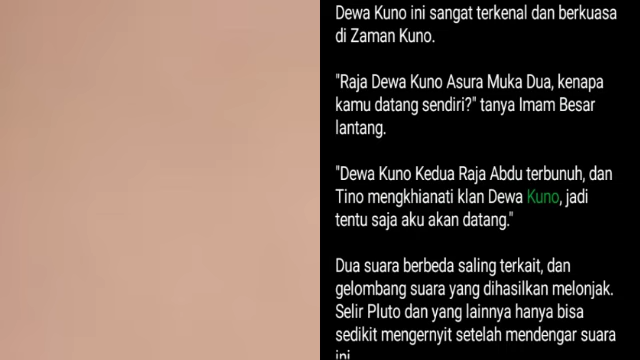 Dewa Kuno ini sangat terkenal dan berkuasa
di Zaman Kuno.
"Raja Dewa Kuno Asura Muka Dua, kenapa
kamu datang sendiri?" tanya Imam Besar
lantang.
"Dewa Kuno Kedua Raja Abdu terbunuh, dan
Tino mengkhianati klan Dewa Kuno, jadi
tentu saja aku akan datang."
Dua suara berbeda saling terkait, dan
gelombang suara yang dihasilkan melonjak.
Selir Pluto dan yang lainnya hanya bisa
sedikit mengernyit setelah mendengar suara
ini.